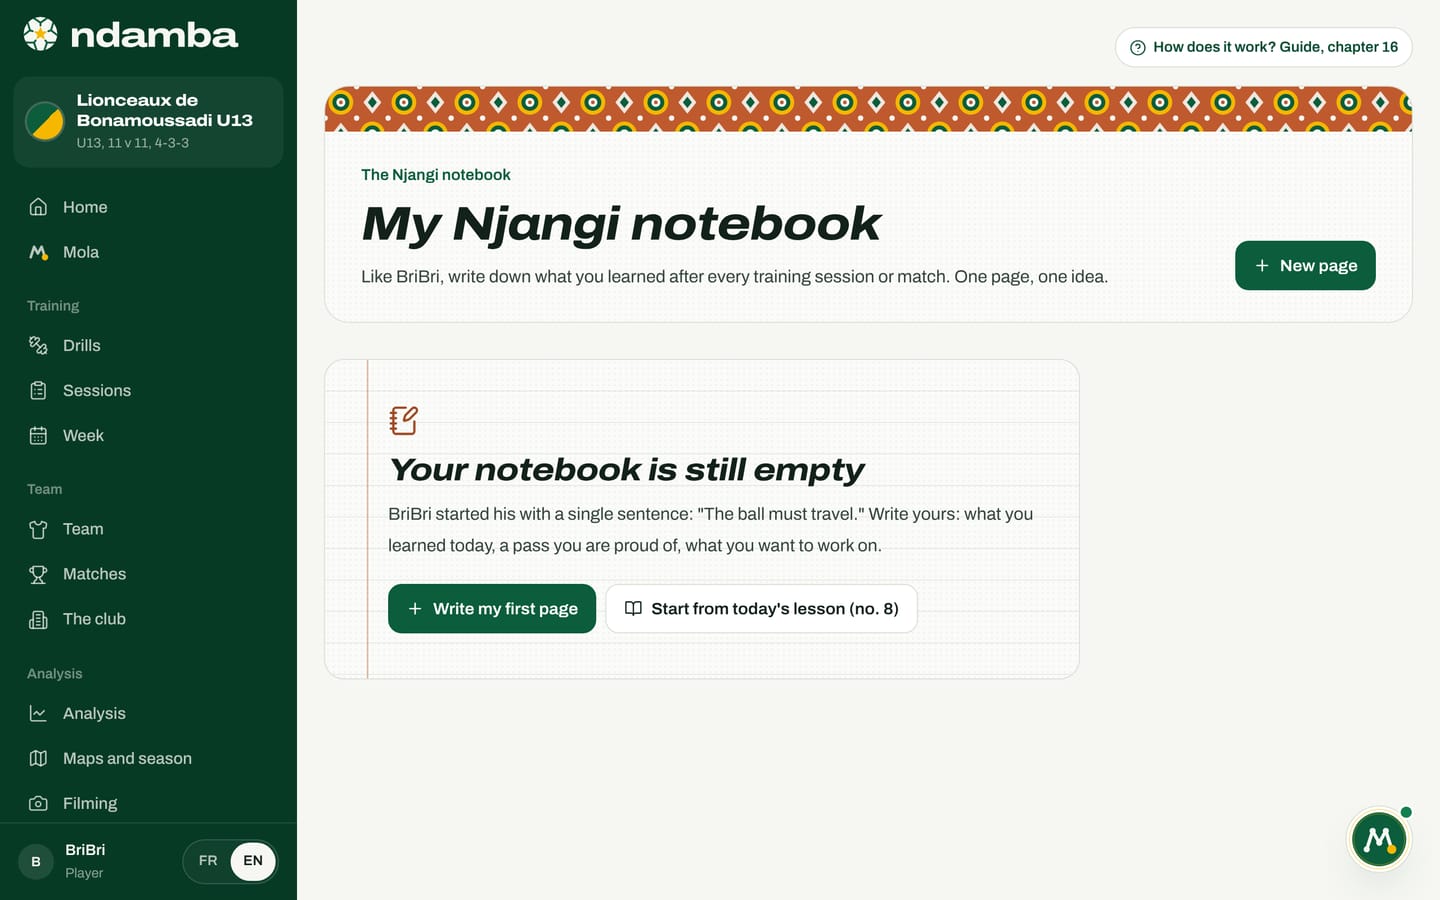 ndamba
Lionceaux de
Bonamoussadi U13
U13, 11 v 11, 4-3-3
Home
Mola
Training
Drills
Sessions
Week
Team
Team
Matches
The club
Analysis
Analysis
Maps and season
Filming
B
BriBri
Player
FR
EN
How does it work? Guide, chapter 16
The Njangi notebook
My Njangi notebook
Like BriBri, write down what you learned after every training session or match. One page, one idea.
New page
Your notebook is still empty
BriBri started his with a single sentence: "The ball must travel." Write yours: what you
learned today, a pass you are proud of, what you want to work on.
Write my first page
Start from today's lesson (no. 8)